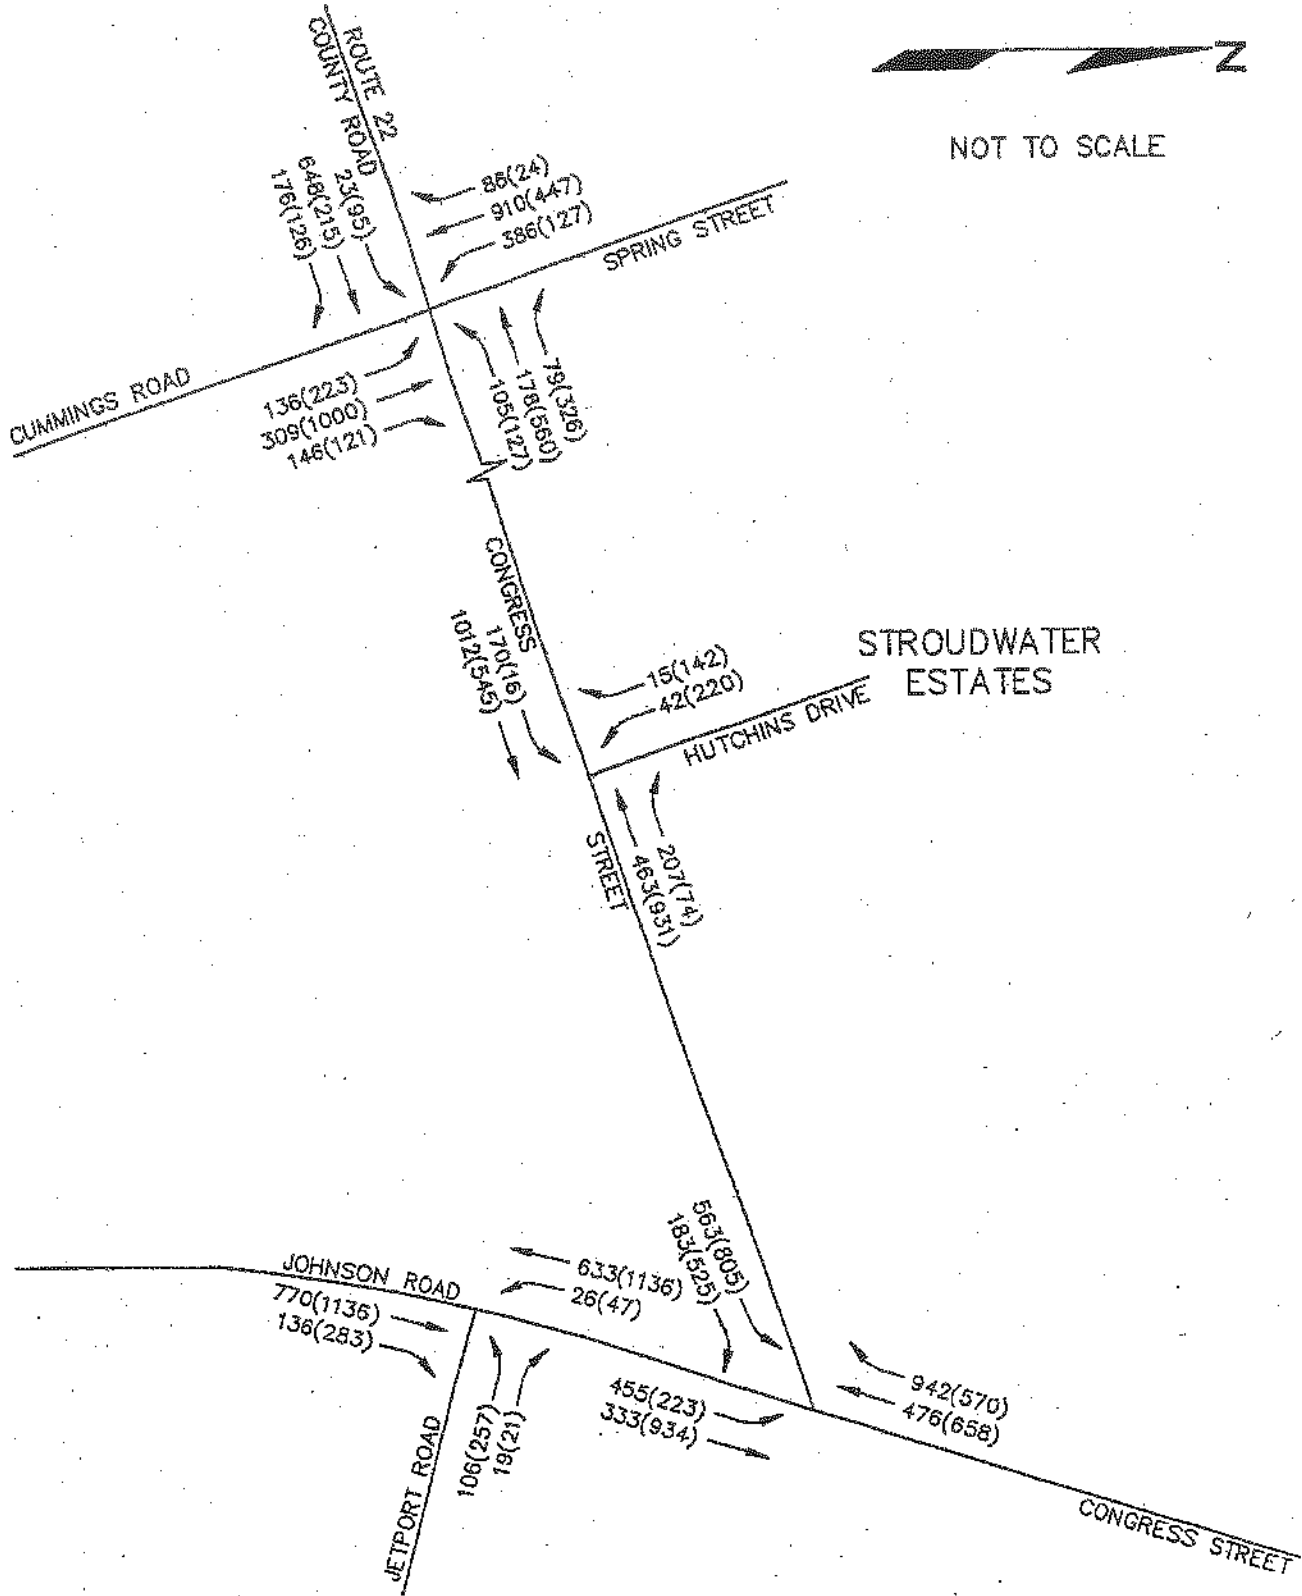 ROUTE 22
COUNTY ROAD
N
NOT TO SCALE
23(95)
648(215)
176(126)
86(24)
910(447)
386(127)
SPRING STREET
CUMMINGS ROAD
136(223)
309(1000)
146(121)
79(326)
178(560)
105(127)
CONGRESS
170(16)
1012(545)
15(142)
42(220)
STROUDWATER
ESTATES
HUTCHINS DRIVE
STREET
207(74)
463(931)
563(805)
183(525)
JOHNSON ROAD
633(1136)
26(47)
770(1136)
136(283)
942(570)
476(658)
455(223)
333(934)
106(257)
19(21)
JETPORT ROAD
CONGRESS STREET